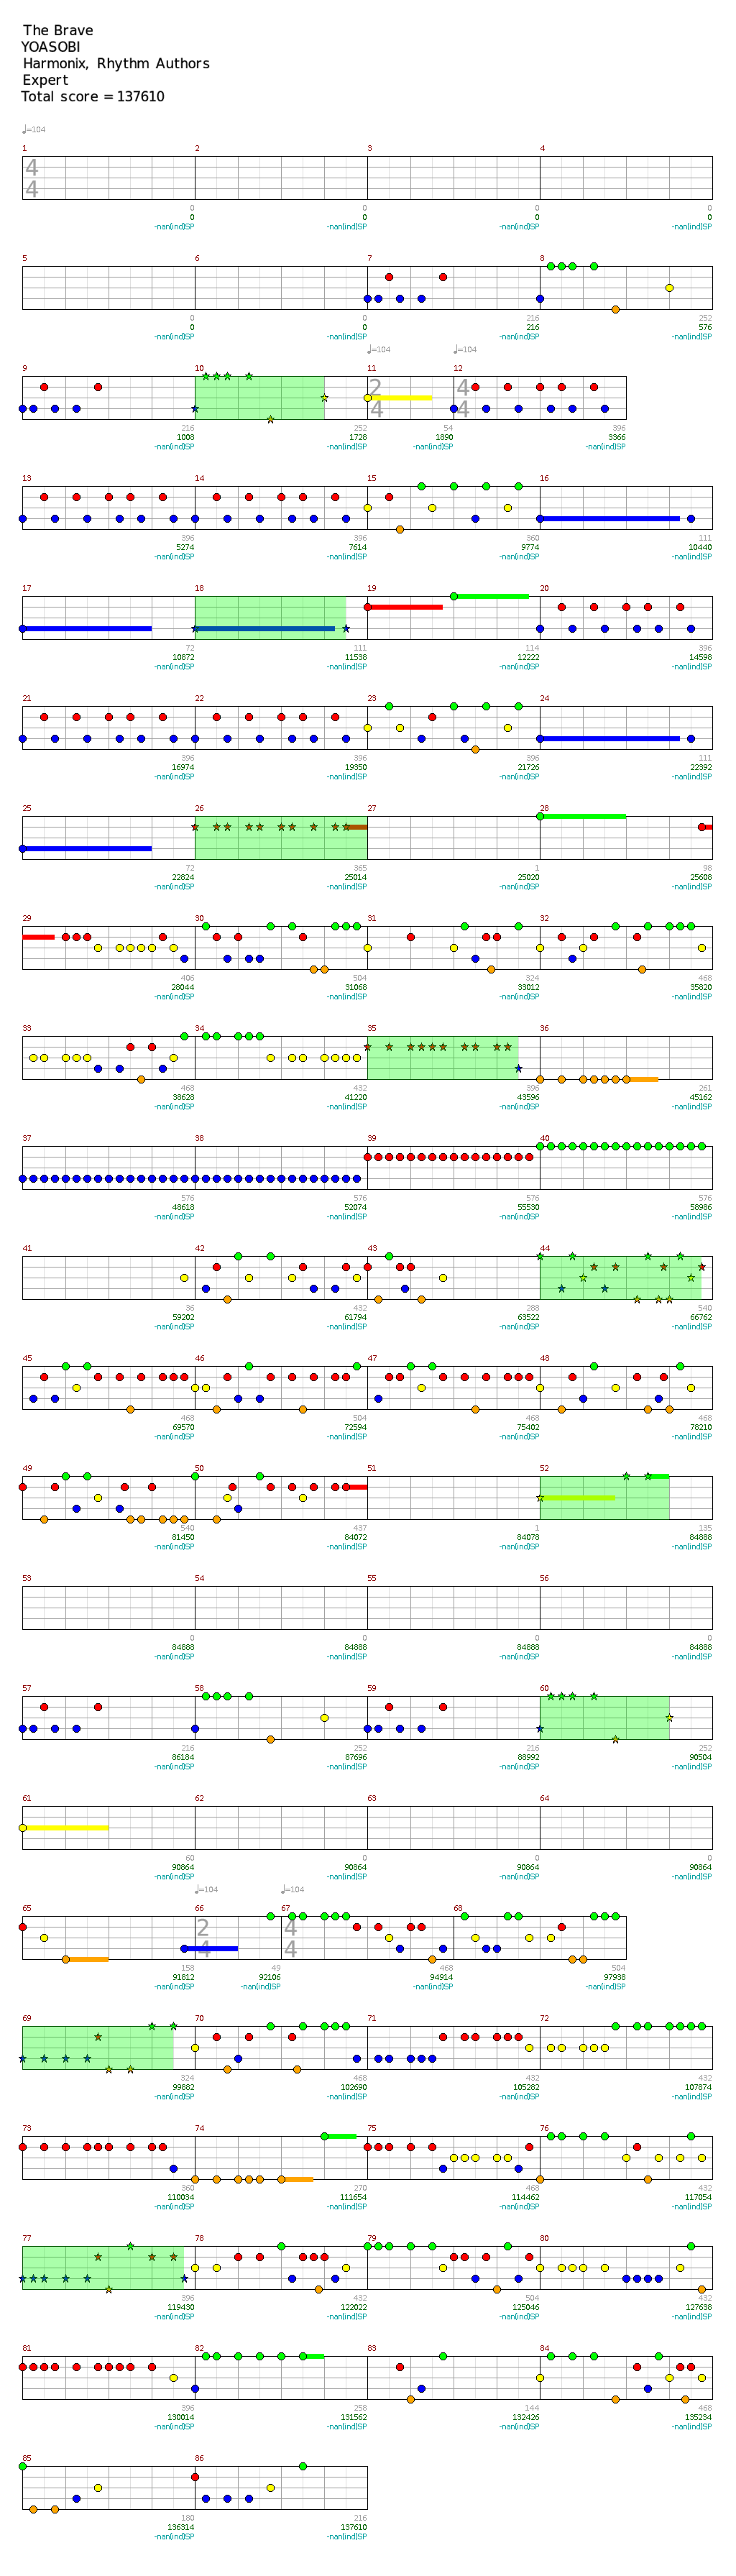 The Brave
YOASOBI
Harmonix, Rhythm Authors
Expert
Total score = 137610
♩=104
1 2 3 4
4
4
0 0 0 0
0 0 0 0
-nan(ind)SP -nan(ind)SP -nan(ind)SP -nan(ind)SP
5 6 7 8
0 0 216 252
0 0 216 576
-nan(ind)SP -nan(ind)SP -nan(ind)SP -nan(ind)SP
♩=104 ♩=104
9 10 11 12
2 4
4 4
216 252 54 396
1008 1728 1890 3366
-nan(ind)SP -nan(ind)SP -nan(ind)SP -nan(ind)SP
13 14 15 16
396 396 360 111
5274 7614 9774 10440
-nan(ind)SP -nan(ind)SP -nan(ind)SP -nan(ind)SP
17 18 19 20
72 111 114 396
10872 11538 12222 14598
-nan(ind)SP -nan(ind)SP -nan(ind)SP -nan(ind)SP
21 22 23 24
396 396 396 111
16974 19350 21726 22392
-nan(ind)SP -nan(ind)SP -nan(ind)SP -nan(ind)SP
25 26 27 28
72 365 1 98
22824 25014 25020 25608
-nan(ind)SP -nan(ind)SP -nan(ind)SP -nan(ind)SP
29 30 31 32
406 504 324 468
28044 31068 33012 35820
-nan(ind)SP -nan(ind)SP -nan(ind)SP -nan(ind)SP
33 34 35 36
468 432 396 261
38628 41220 43596 45162
-nan(ind)SP -nan(ind)SP -nan(ind)SP -nan(ind)SP
37 38 39 40
576 576 576 576
48618 52074 55530 58986
-nan(ind)SP -nan(ind)SP -nan(ind)SP -nan(ind)SP
41 42 43 44
36 432 288 540
59202 61794 63522 66762
-nan(ind)SP -nan(ind)SP -nan(ind)SP -nan(ind)SP
45 46 47 48
468 504 468 468
69570 72594 75402 78210
-nan(ind)SP -nan(ind)SP -nan(ind)SP -nan(ind)SP
49 50 51 52
540 437 1 135
81450 84072 84078 84888
-nan(ind)SP -nan(ind)SP -nan(ind)SP -nan(ind)SP
53 54 55 56
0 0 0 0
84888 84888 84888 84888
-nan(ind)SP -nan(ind)SP -nan(ind)SP -nan(ind)SP
57 58 59 60
216 252 216 252
86184 87696 88992 90504
-nan(ind)SP -nan(ind)SP -nan(ind)SP -nan(ind)SP
61 62 63 64
60 0 0 0
90864 90864 90864 90864
-nan(ind)SP -nan(ind)SP -nan(ind)SP -nan(ind)SP
♩=104 ♩=104
65 66 67 68
2 4
4 4
158 49 468 504
91812 92106 94914 97938
-nan(ind)SP -nan(ind)SP -nan(ind)SP -nan(ind)SP
69 70 71 72
324 468 432 432
99882 102690 105282 107874
-nan(ind)SP -nan(ind)SP -nan(ind)SP -nan(ind)SP
73 74 75 76
360 270 468 432
110034 111654 114462 117054
-nan(ind)SP -nan(ind)SP -nan(ind)SP -nan(ind)SP
77 78 79 80
396 432 504 432
119430 122022 125046 127638
-nan(ind)SP -nan(ind)SP -nan(ind)SP -nan(ind)SP
81 82 83 84
396 258 144 468
130014 131562 132426 135234
-nan(ind)SP -nan(ind)SP -nan(ind)SP -nan(ind)SP
85 86
180 216
136314 137610
-nan(ind)SP -nan(ind)SP